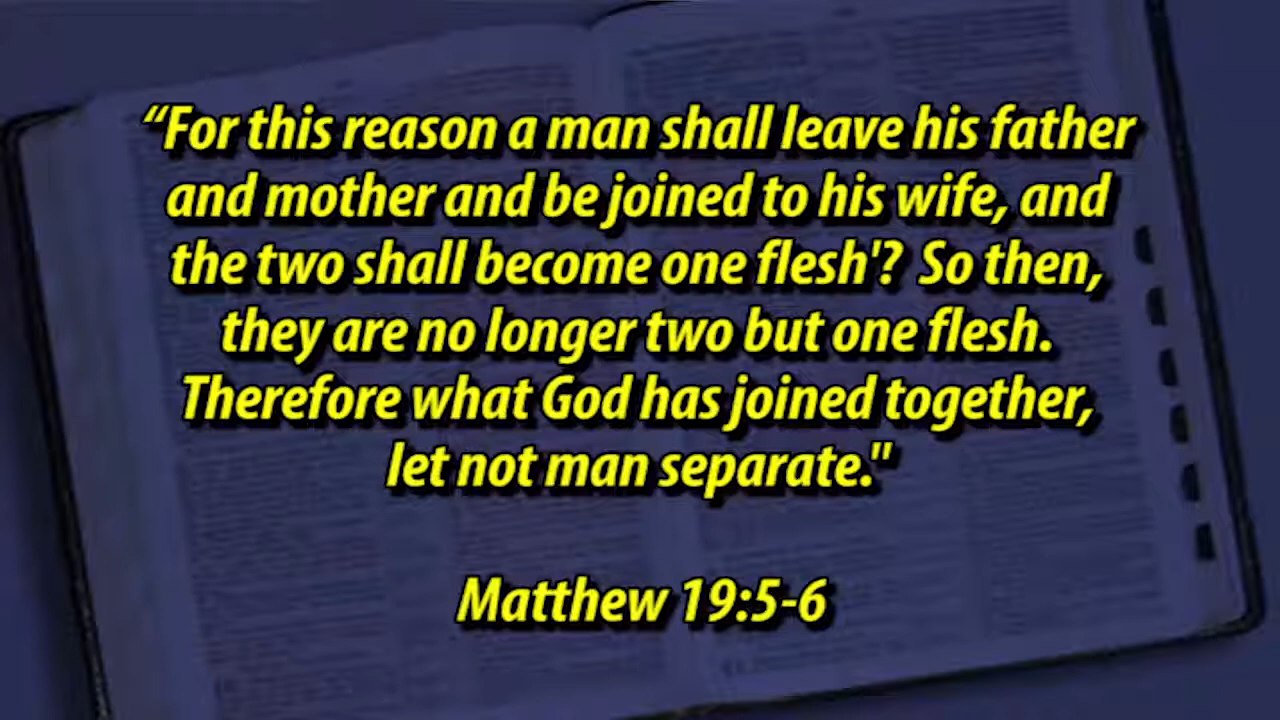 “For this reason a man shall leave his father
and mother and be joined to his wife, and
the two shall become one flesh'?  So then,
they are no longer two but one flesh.
Therefore what God has joined together,
let not man separate."
Matthew 19:5-6